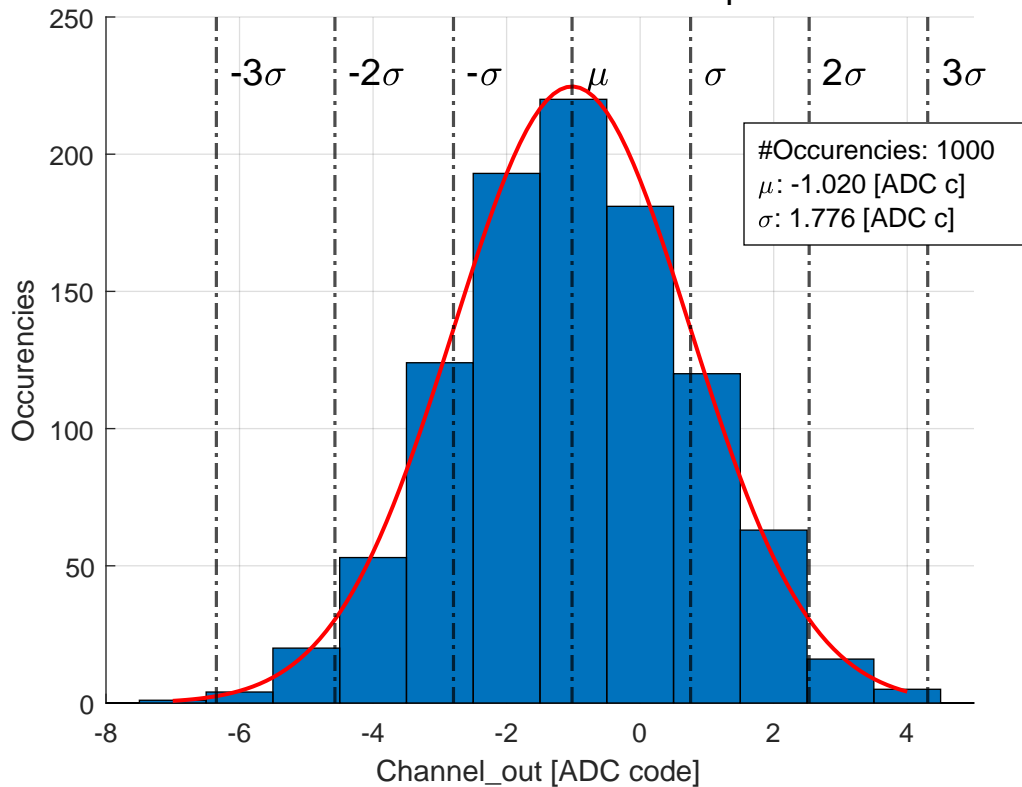 250
200
150
100
50
0
Occurencies
-3σ -2σ -σ μ σ 2σ 3σ
#Occurencies: 1000
μ: -1.020 [ADC c]
σ: 1.776 [ADC c]
-8 -6 -4 -2 0 2 4
Channel_out [ADC code]